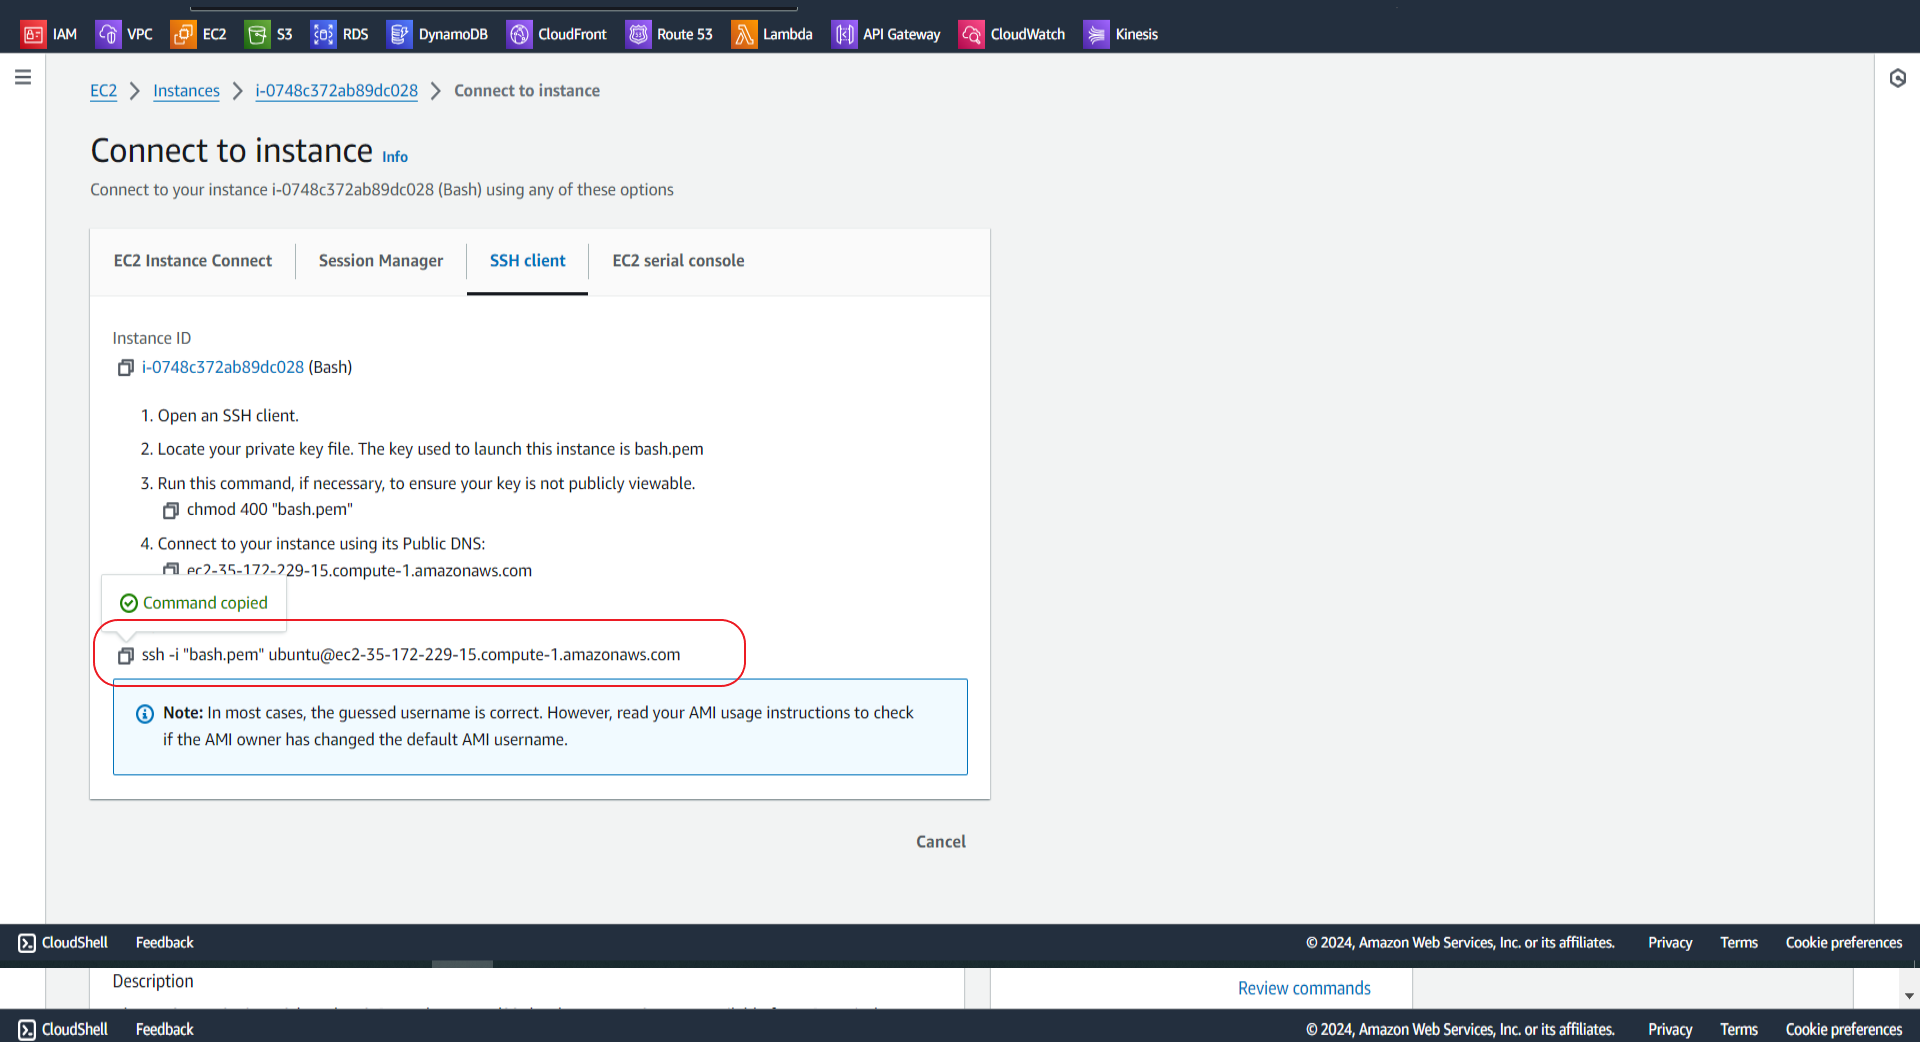 IAM VPC EC2 S3 RDS DynamoDB CloudFront Route 53 Lambda API Gateway CloudWatch Kinesis
EC2 Instances i-0748c372ab89dc028 Connect to instance
Connect to instance Info
Connect to your instance i-0748c372ab89dc028 (Bash) using any of these options
EC2 Instance Connect Session Manager SSH client EC2 serial console
Instance ID
i-0748c372ab89dc028 (Bash)
1. Open an SSH client.
2. Locate your private key file. The key used to launch this instance is bash.pem
3. Run this command, if necessary, to ensure your key is not publicly viewable.
chmod 400 "bash.pem"
4. Connect to your instance using its Public DNS:
ec2-35-172-229-15.compute-1.amazonaws.com
Command copied
ssh -i "bash.pem" ubuntu@ec2-35-172-229-15.compute-1.amazonaws.com
Note: In most cases, the guessed username is correct. However, read your AMI usage instructions to check
if the AMI owner has changed the default AMI username.
Cancel
CloudShell Feedback © 2024, Amazon Web Services, Inc. or its affiliates. Privacy Terms Cookie preferences
Description
Review commands
CloudShell Feedback © 2024, Amazon Web Services, Inc. or its affiliates. Privacy Terms Cookie preferences